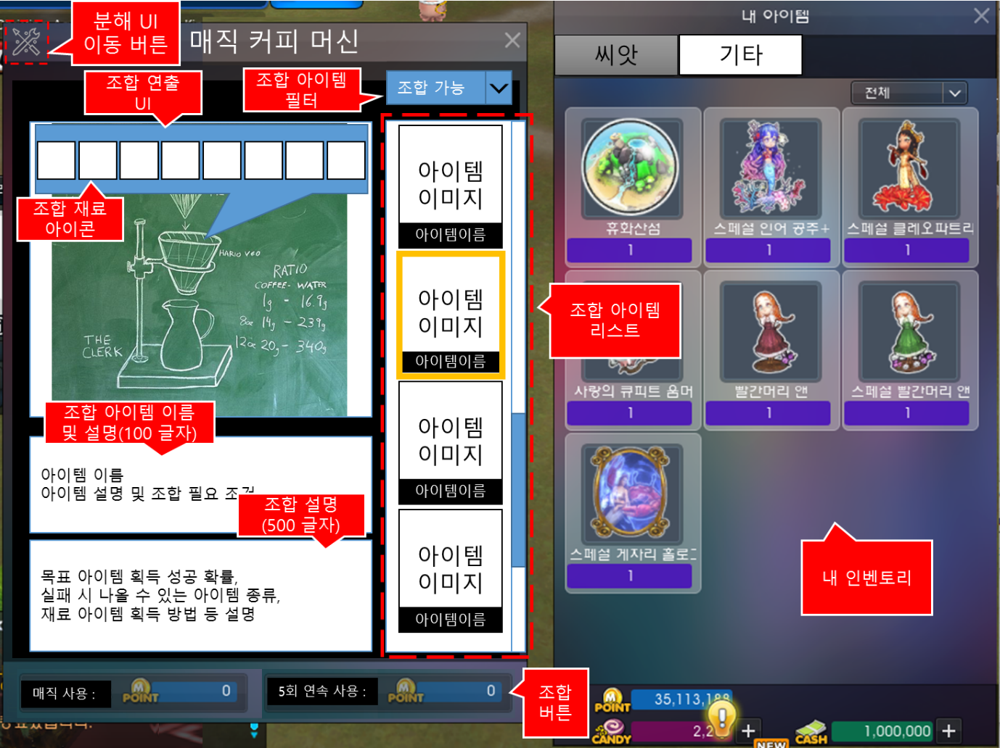 분해 UI
이동 버튼
매직 커피 머신
조합 연출
UI
조합 아이템
필터
조합 가능
조합 재료
아이콘
HARIO V60
RATIO
COFFEE - WATER
1g - 16.9g
8oz 14g - 239g
12oz 20g - 340g
THE
CLERK
조합 아이템 이름
및 설명(100 글자)
아이템 이름
아이템 설명 및 조합 필요 조건
조합 설명
(500 글자)
목표 아이템 획득 성공 확률,
실패 시 나올 수 있는 아이템 종류,
재료 아이템 획득 방법 등 설명
아이템
이미지
아이템이름
아이템
이미지
아이템이름
아이템
이미지
아이템이름
아이템
이미지
아이템이름
조합 아이템
리스트
매직 사용 :
M
POINT
0
5회 연속 사용 :
M
POINT
0
조합
버튼
내 아이템
씨앗
기타
전체
휴화산섬
1
스페셜 인어 공주+
1
스페셜 클레오파트라
1
사랑의 큐피트 움머
1
빨간머리 앤
1
스페셜 빨간머리 앤
1
스페셜 게자리 홀로그
1
내 인벤토리
M
POINT
35,113,188
CANDY
2,2
+
NEW
CASH
1,000,000
+